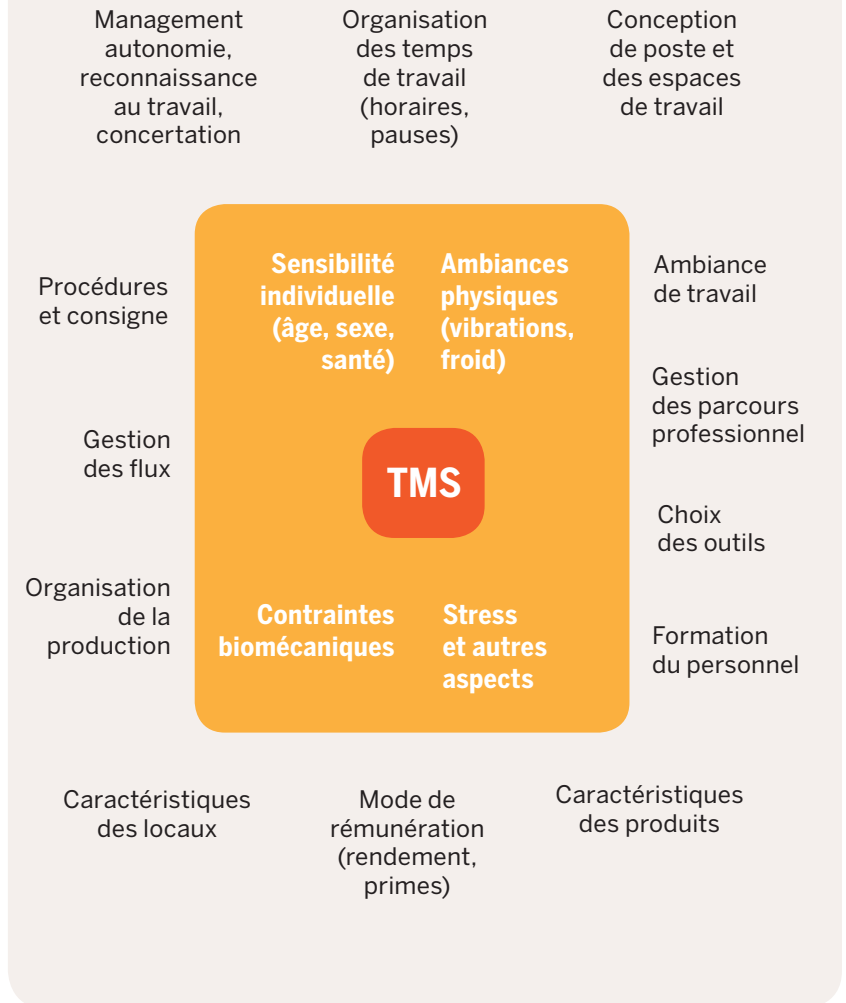 Management
autonomie,
reconnaissance
au travail,
concertation
Organisation
des temps
de travail
(horaires,
pauses)
Conception
de poste et
des espaces
de travail
Procédures
et consigne
Gestion
des flux
Organisation
de la
production
Sensibilité
individuelle
(âge, sexe,
santé)
Ambiances
physiques
(vibrations,
froid)
TMS
Contraintes
biomécaniques
Stress
et autres
aspects
Ambiance
de travail
Gestion
des parcours
professionnel
Choix
des outils
Formation
du personnel
Caractéristiques
des locaux
Mode de
rémunération
(rendement,
primes)
Caractéristiques
des produits